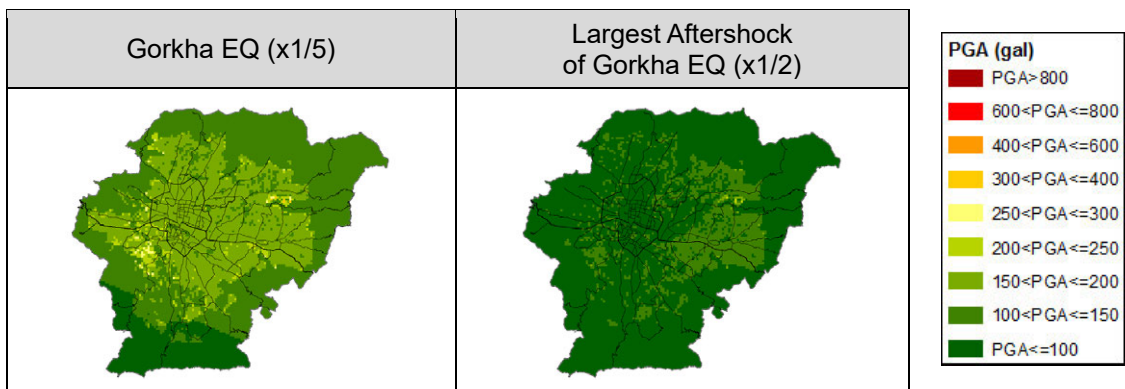 Gorkha EQ (x1/5)
Largest Aftershock
of Gorkha EQ (x1/2)
PGA (gal)
PGA>800
600<PGA<=800
400<PGA<=600
300<PGA<=400
250<PGA<=300
200<PGA<=250
150<PGA<=200
100<PGA<=150
PGA<=100